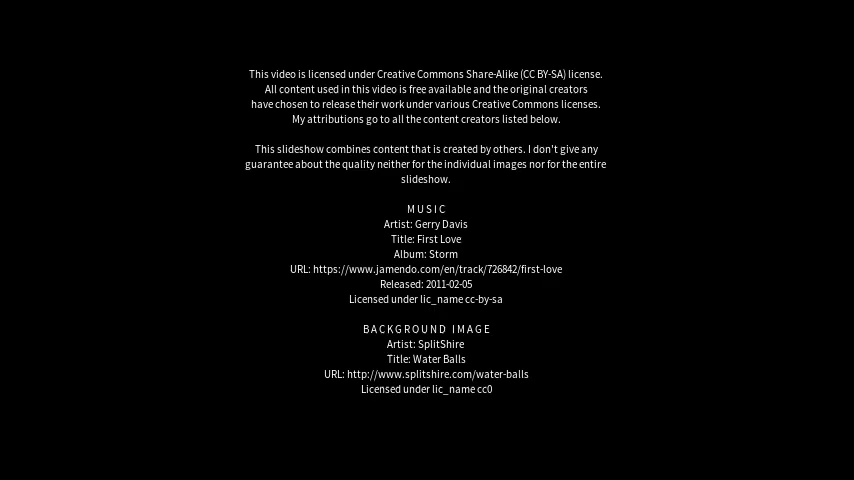 This video is licensed under Creative Commons Share-Alike (CC BY-SA) license.
All content used in this video is free available and the original creators
have chosen to release their work under various Creative Commons licenses.
My attributions go to all the content creators listed below.
This slideshow combines content that is created by others. I don't give any
guarantee about the quality neither for the individual images nor for the entire
slideshow.
MUSIC
Artist: Gerry Davis
Title: First Love
Album: Storm
URL: https://www.jamendo.com/en/track/726842/first-love
Released: 2011-02-05
Licensed under lic_name cc-by-sa
BACKGROUND IMAGE
Artist: SplitShire
Title: Water Balls
URL: http://www.splitshire.com/water-balls
Licensed under lic_name cc0